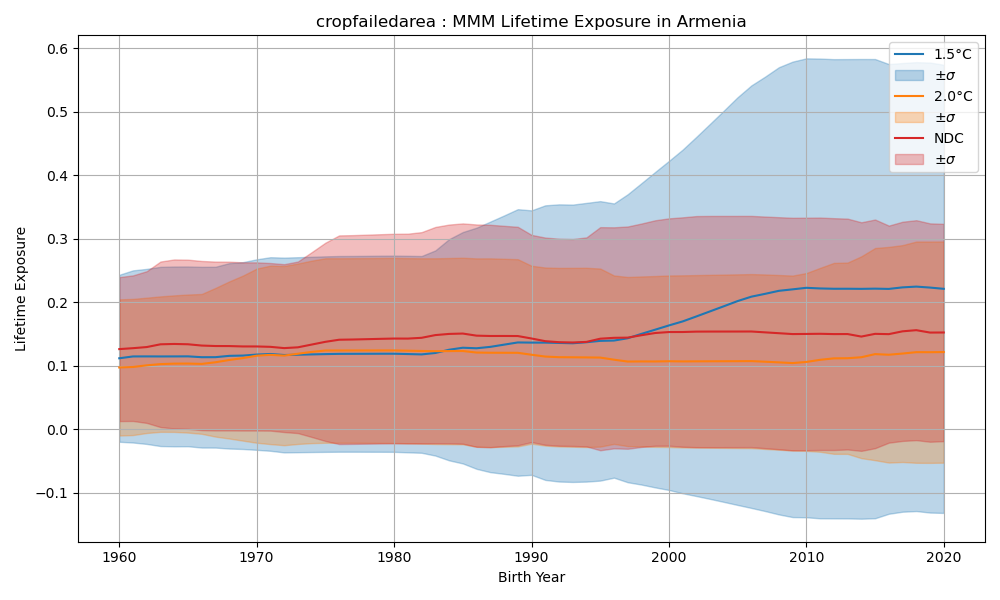 cropfailedarea : MMM Lifetime Exposure in Armenia
Lifetime Exposure
0.6
0.5
0.4
0.3
0.2
0.1
0.0
−0.1
1960
1970
1980
1990
2000
2010
2020
Birth Year
1.5°C
±σ
2.0°C
±σ
NDC
±σ